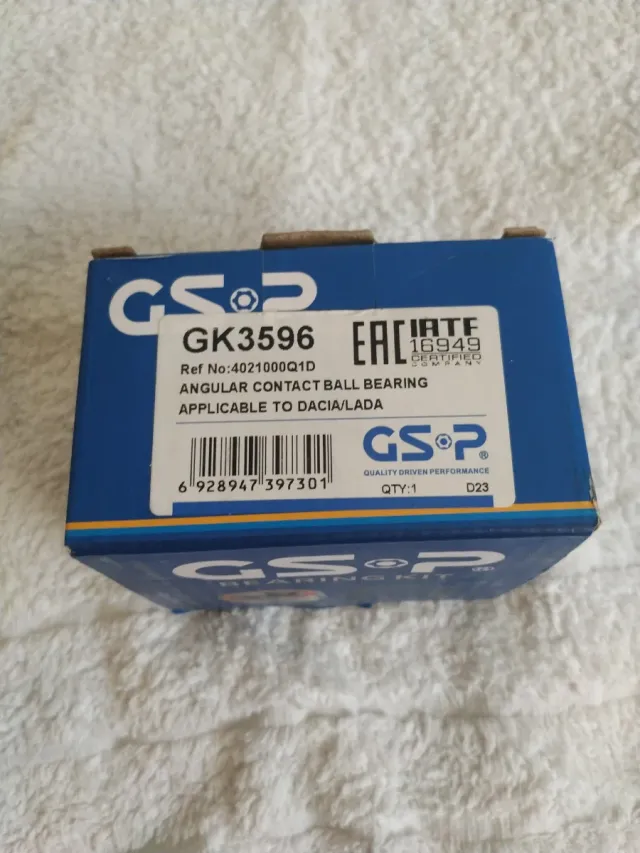 GSP
GK3596
EAC IATF
16949
CERTIFIED
COMPANY
Ref No:4021000Q1D
ANGULAR CONTACT BALL BEARING
APPLICABLE TO DACIA/LADA
GSP®
QUALITY DRIVEN PERFORMANCE
6 928947 397301
QTY:1 D23
GSP®
BEARING KIT